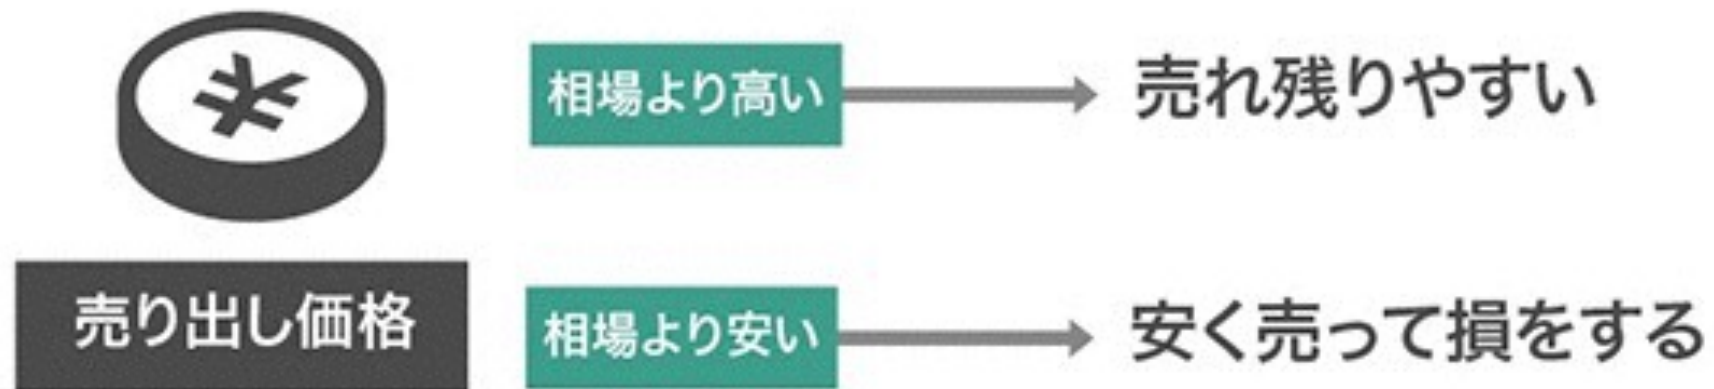 ¥
相場より高い
売れ残りやすい
売り出し価格
相場より安い
安く売って損をする